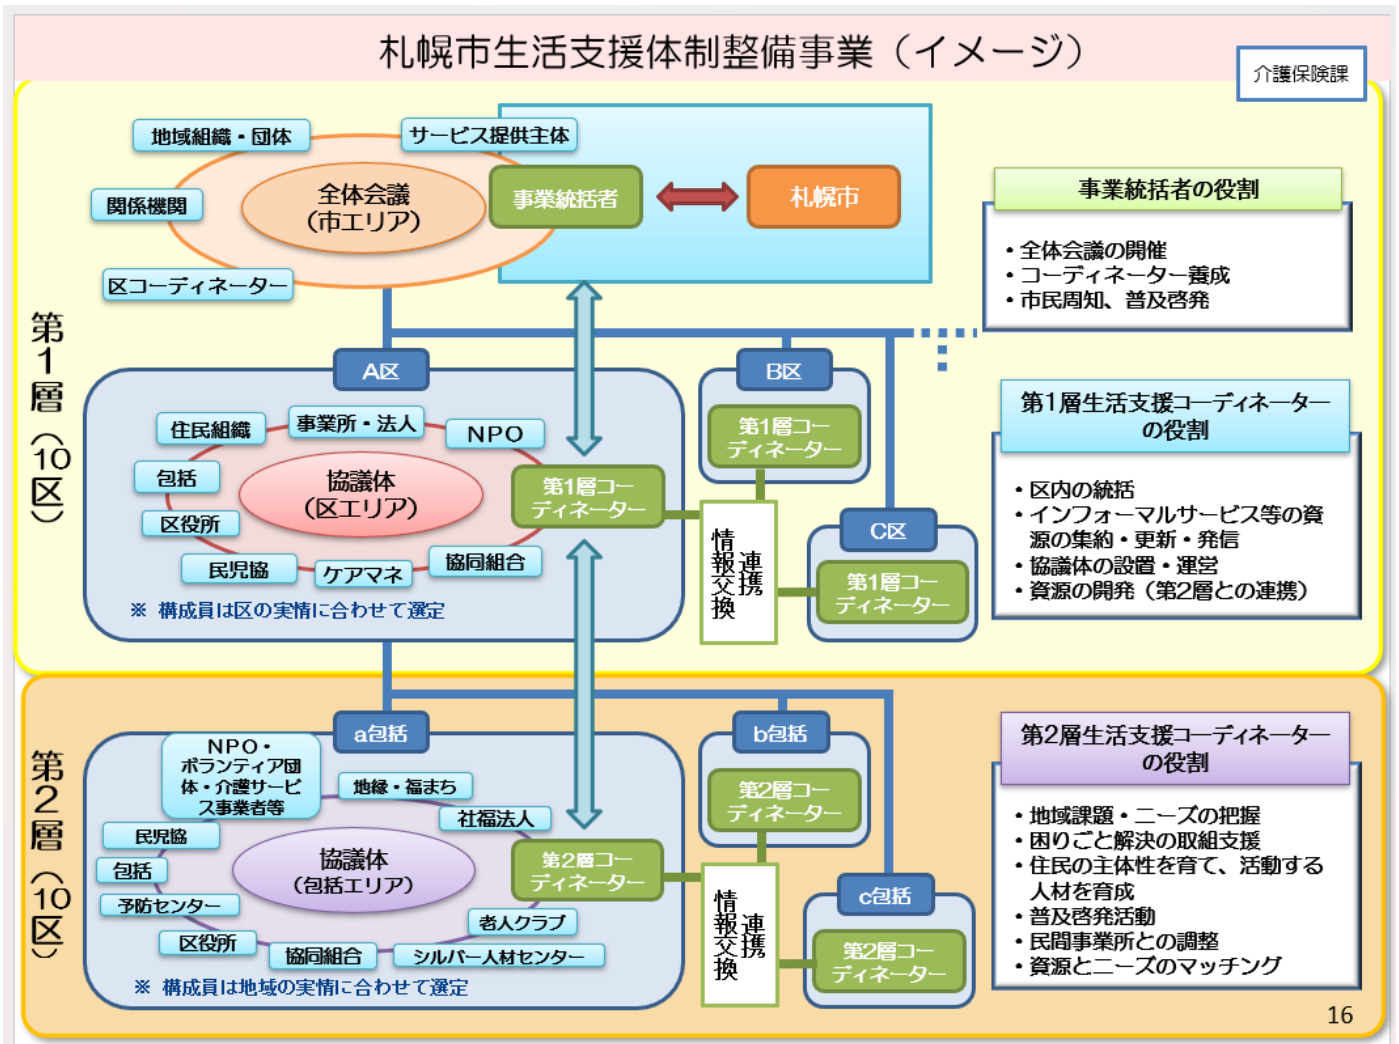 札幌市生活支援体制整備事業（イメージ）
介護保険課
第1層（10区）
地域組織・団体
サービス提供主体
関係機関
全体会議
（市エリア）
事業統括者
札幌市
区コーディネーター
事業統括者の役割
・全体会議の開催
・コーディネーター養成
・市民周知、普及啓発
A区
住民組織
事業所・法人
NPO
包括
協議体
（区エリア）
第1層コー
ディネーター
区役所
民児協
ケアマネ
協同組合
※ 構成員は区の実情に合わせて選定
B区
第1層コー
ディネーター
情報交換
連携
C区
第1層コー
ディネーター
第1層生活支援コーディネーター
の役割
・区内の統括
・インフォーマルサービス等の資
源の集約・更新・発信
・協議体の設置・運営
・資源の開発（第2層との連携）
第2層（10区）
a包括
NPO・
ボランティア団
体・介護サービ
ス事業者等
地縁・福まち
社福法人
民児協
包括
協議体
（包括エリア）
第2層コー
ディネーター
予防センター
区役所
協同組合
老人クラブ
シルバー人材センター
※ 構成員は地域の実情に合わせて選定
b包括
第2層コー
ディネーター
情報交換
連携
c包括
第2層コー
ディネーター
第2層生活支援コーディネーター
の役割
・地域課題・ニーズの把握
・困りごと解決の取組支援
・住民の主体性を育て、活動する
人材を育成
・普及啓発活動
・民間事業所との調整
・資源とニーズのマッチング
16